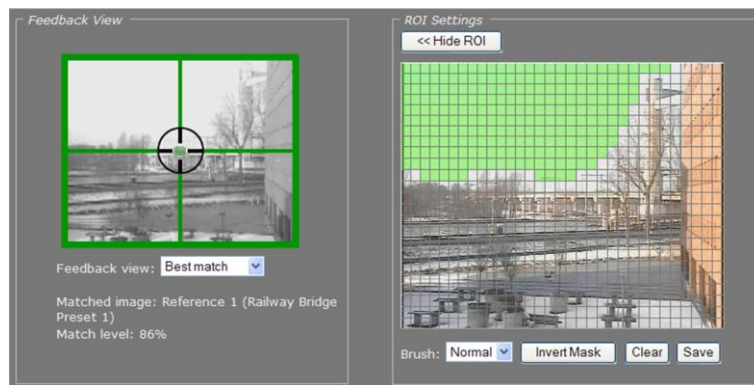 Feedback View
Feedback view: Best match
Matched image: Reference 1 (Railway Bridge
Preset 1)
Match level: 86%
ROI Settings
<< Hide ROI
Brush: Normal Invert Mask Clear Save